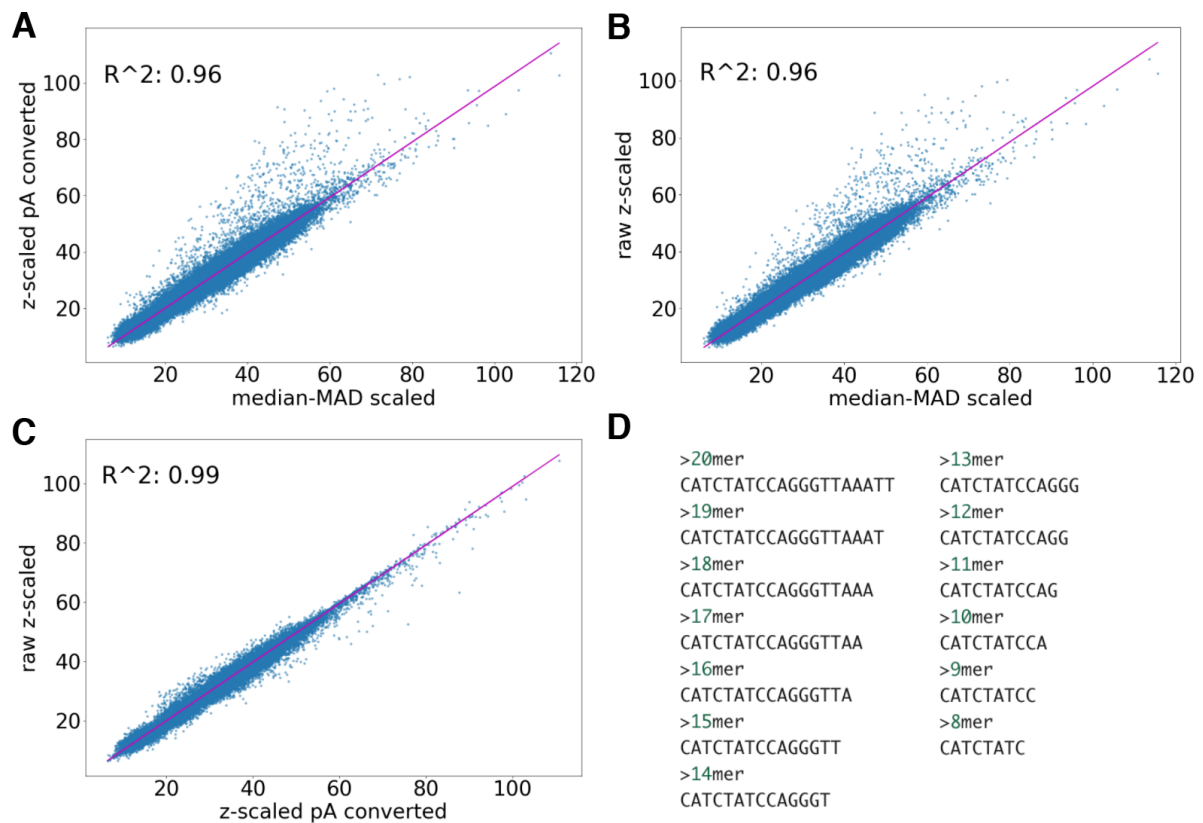 A
R^2: 0.96
z-scaled pA converted
100
80
60
40
20
20
40
60
80
100
120
median-MAD scaled
B
R^2: 0.96
raw z-scaled
100
80
60
40
20
20
40
60
80
100
120
median-MAD scaled
C
R^2: 0.99
raw z-scaled
100
80
60
40
20
20
40
60
80
100
z-scaled pA converted
D
>20mer
CATCTATCCAGGGTTAAATT
>19mer
CATCTATCCAGGGTTAAAT
>18mer
CATCTATCCAGGGTTAAA
>17mer
CATCTATCCAGGGTTAA
>16mer
CATCTATCCAGGGTTA
>15mer
CATCTATCCAGGGTT
>14mer
CATCTATCCAGGGT
>13mer
CATCTATCCAGGG
>12mer
CATCTATCCAGG
>11mer
CATCTATCCAG
>10mer
CATCTATCCA
>9mer
CATCTATCC
>8mer
CATCTATC